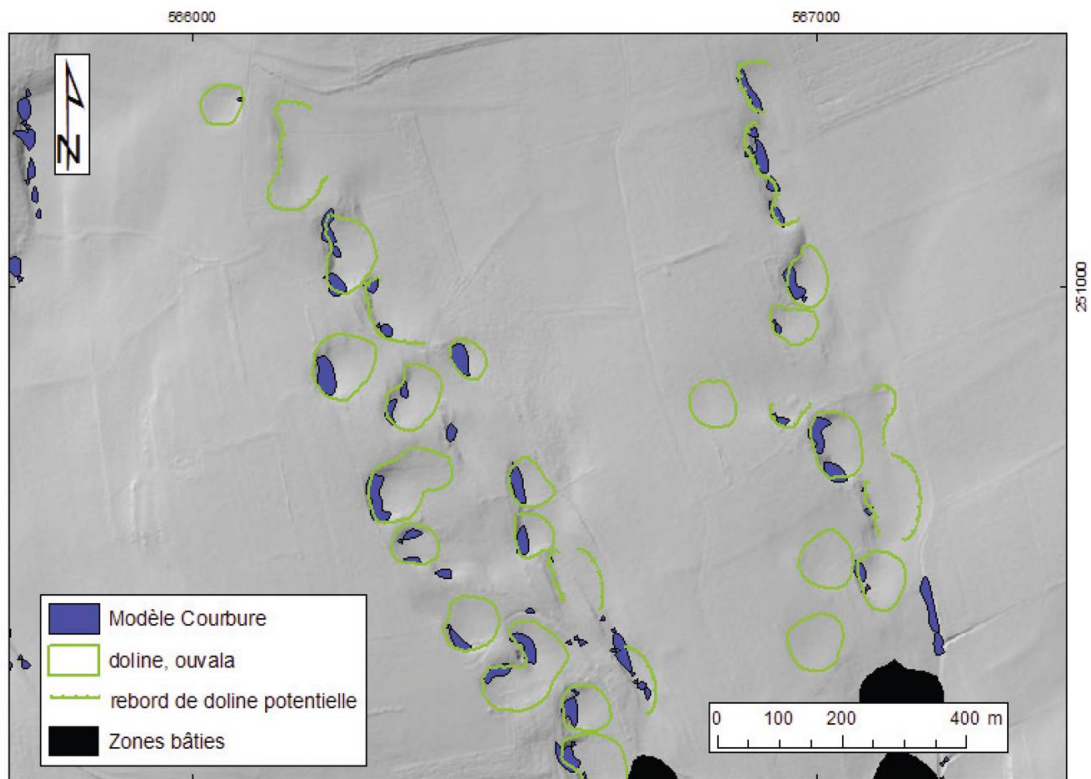 566000 567000
N
251000
Modèle Courbure
doline, ouvala
rebord de doline potentielle
Zones bâties
0 100 200 400 m